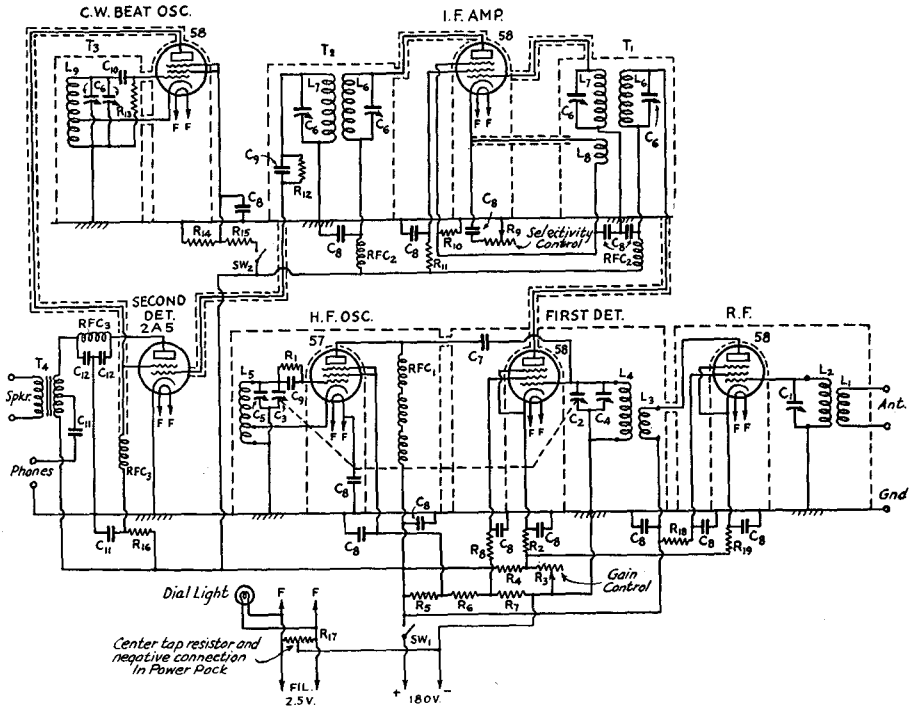 C.W. BEAT OSC.
I.F. AMP.
58
58
T3
T2
T1
L9
C10
C6
R13
L7
L6
C6
C6
L7
L6
C6
C6
F F
F F
L8
C9
R12
C8
C8
R14
R15
C8
RFC2
C8
R11
R10
R9
Selectivity
Control
C8
RFC2
SW2
SECOND
DET.
2A5
RFC3
T4
C12 C12
Spkr
F F
C11
Phones
RFC3
C11
R16
H.F. OSC.
57
R1
L5
C9
C5
C3
F F
C8
RFC1
C7
FIRST DET.
58
L4
L3
C2
C4
F F
R.F.
58
L2
L1
C1
Ant.
F F
Gnd
C8
C8
R8
C8
R2
C8
C8
R18
C8
R19
C8
R4
R3
Gain
Control
R5
R6
R7
SW1
Dial Light
F
F
R17
Center tap resistor and
negative connection
In Power Pack
FIL.
2.5V.
+ 180V. -